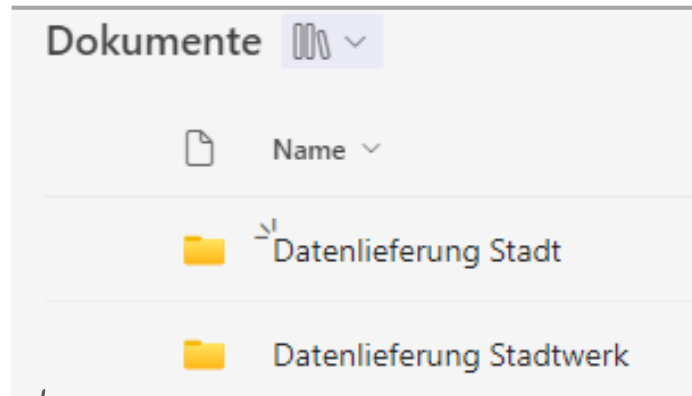 Dokumente
Name
Datenlieferung Stadt
Datenlieferung Stadtwerk